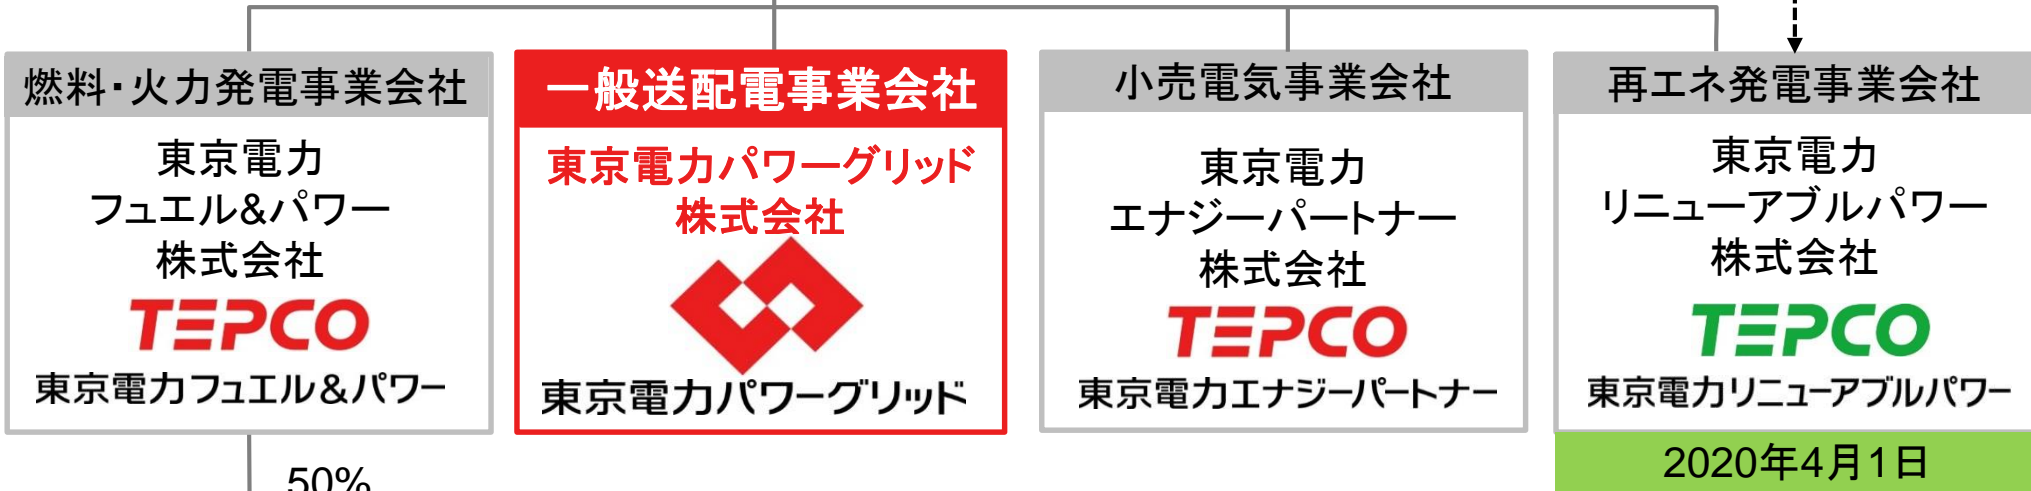 燃料・火力発電事業会社
東京電力
フュエル&パワー
株式会社
TEPCO
東京電力フュエル&パワー
50%
一般送配電事業会社
東京電力パワーグリッド
株式会社
東京電力パワーグリッド
小売電気事業会社
東京電力
エナジーパートナー
株式会社
TEPCO
東京電力エナジーパートナー
再エネ発電事業会社
東京電力
リニューアブルパワー
株式会社
TEPCO
東京電力リニューアブルパワー
2020年4月1日